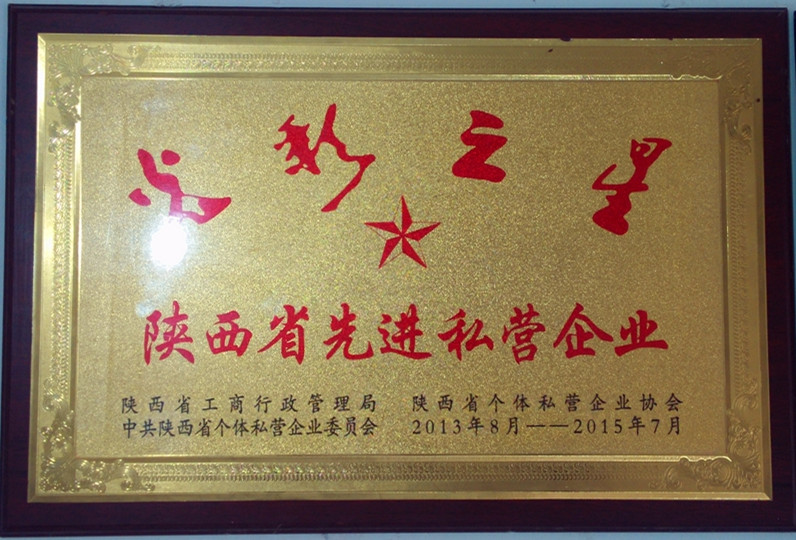 光彩之星
陕西省先进私营企业
陕西省工商行政管理局 陕西省个体私营企业协会
中共陕西省个体私营企业委员会 2013年8月——2015年7月